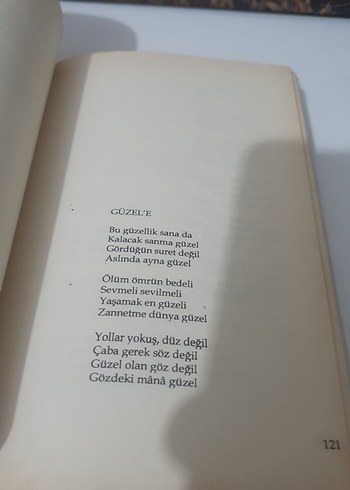 GÜZEL'E
Bu güzellik sana da
Kalacak sanma güzel
Gördüğün suret değil
Aslında ayna güzel
Ölüm ömrün bedeli
Sevmeli sevilmeli
Yaşamak en güzeli
Zannetme dünya güzel
Yollar yokuş, düz değil
Çaba gerek söz değil
Güzel olan göz değil
Gözdeki mânâ güzel
121